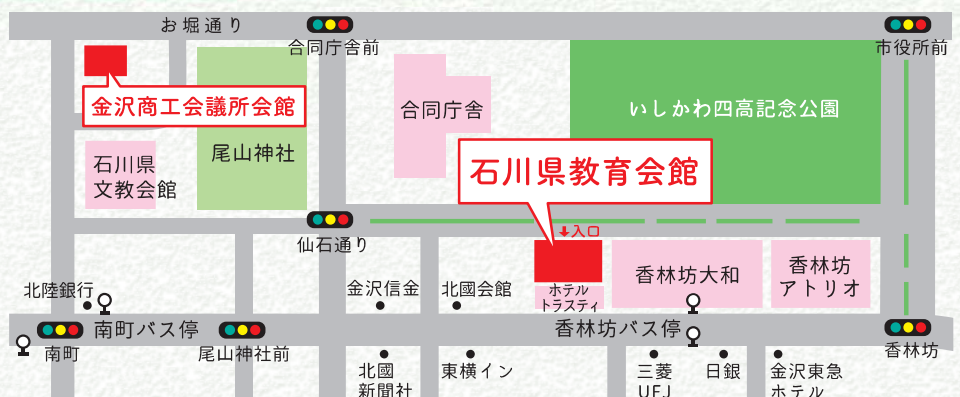 お堀通り
合同庁舎前
市役所前
金沢商工会議所会館
合同庁舎
いしかわ四高記念公園
尾山神社
石川県
文教会館
石川県教育会館
入口
仙石通り
香林坊大和
香林坊
アトリオ
北陸銀行
金沢信金
北國会館
ホテル
トラスティ
南町バス停
香林坊バス停
南町
尾山神社前
香林坊
北國
新聞社
東横イン
三菱
UFJ
日銀
金沢東急
ホテル